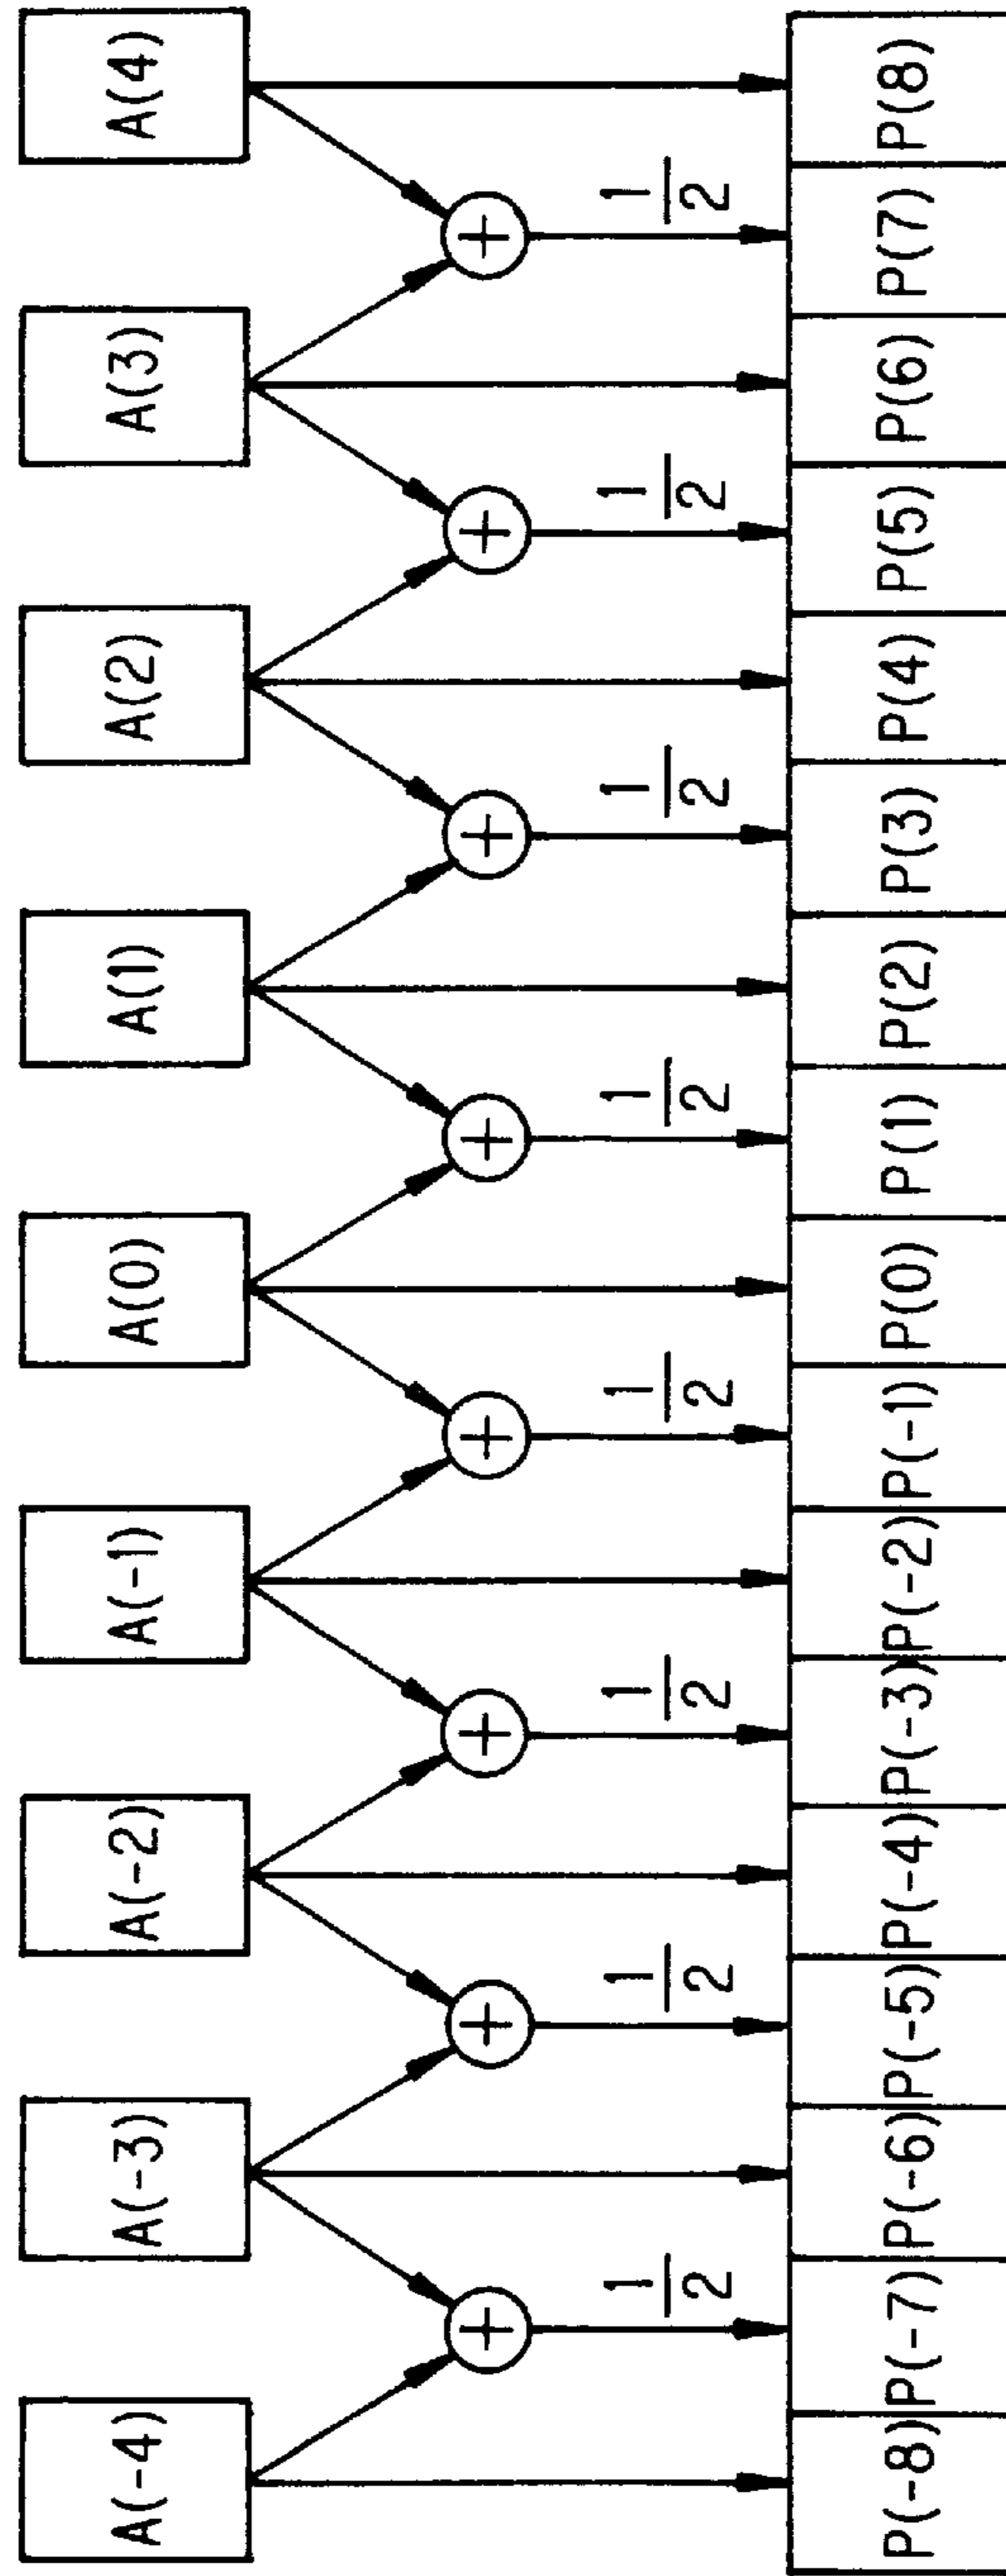 A(-4) A(-3) A(-2) A(-1) A(0) A(1) A(2) A(3) A(4)
1/2 1/2 1/2 1/2 1/2 1/2 1/2 1/2
P(-8) P(-7) P(-6) P(-5) P(-4) P(-3) P(-2) P(-1) P(0) P(1) P(2) P(3) P(4) P(5) P(6) P(7) P(8)